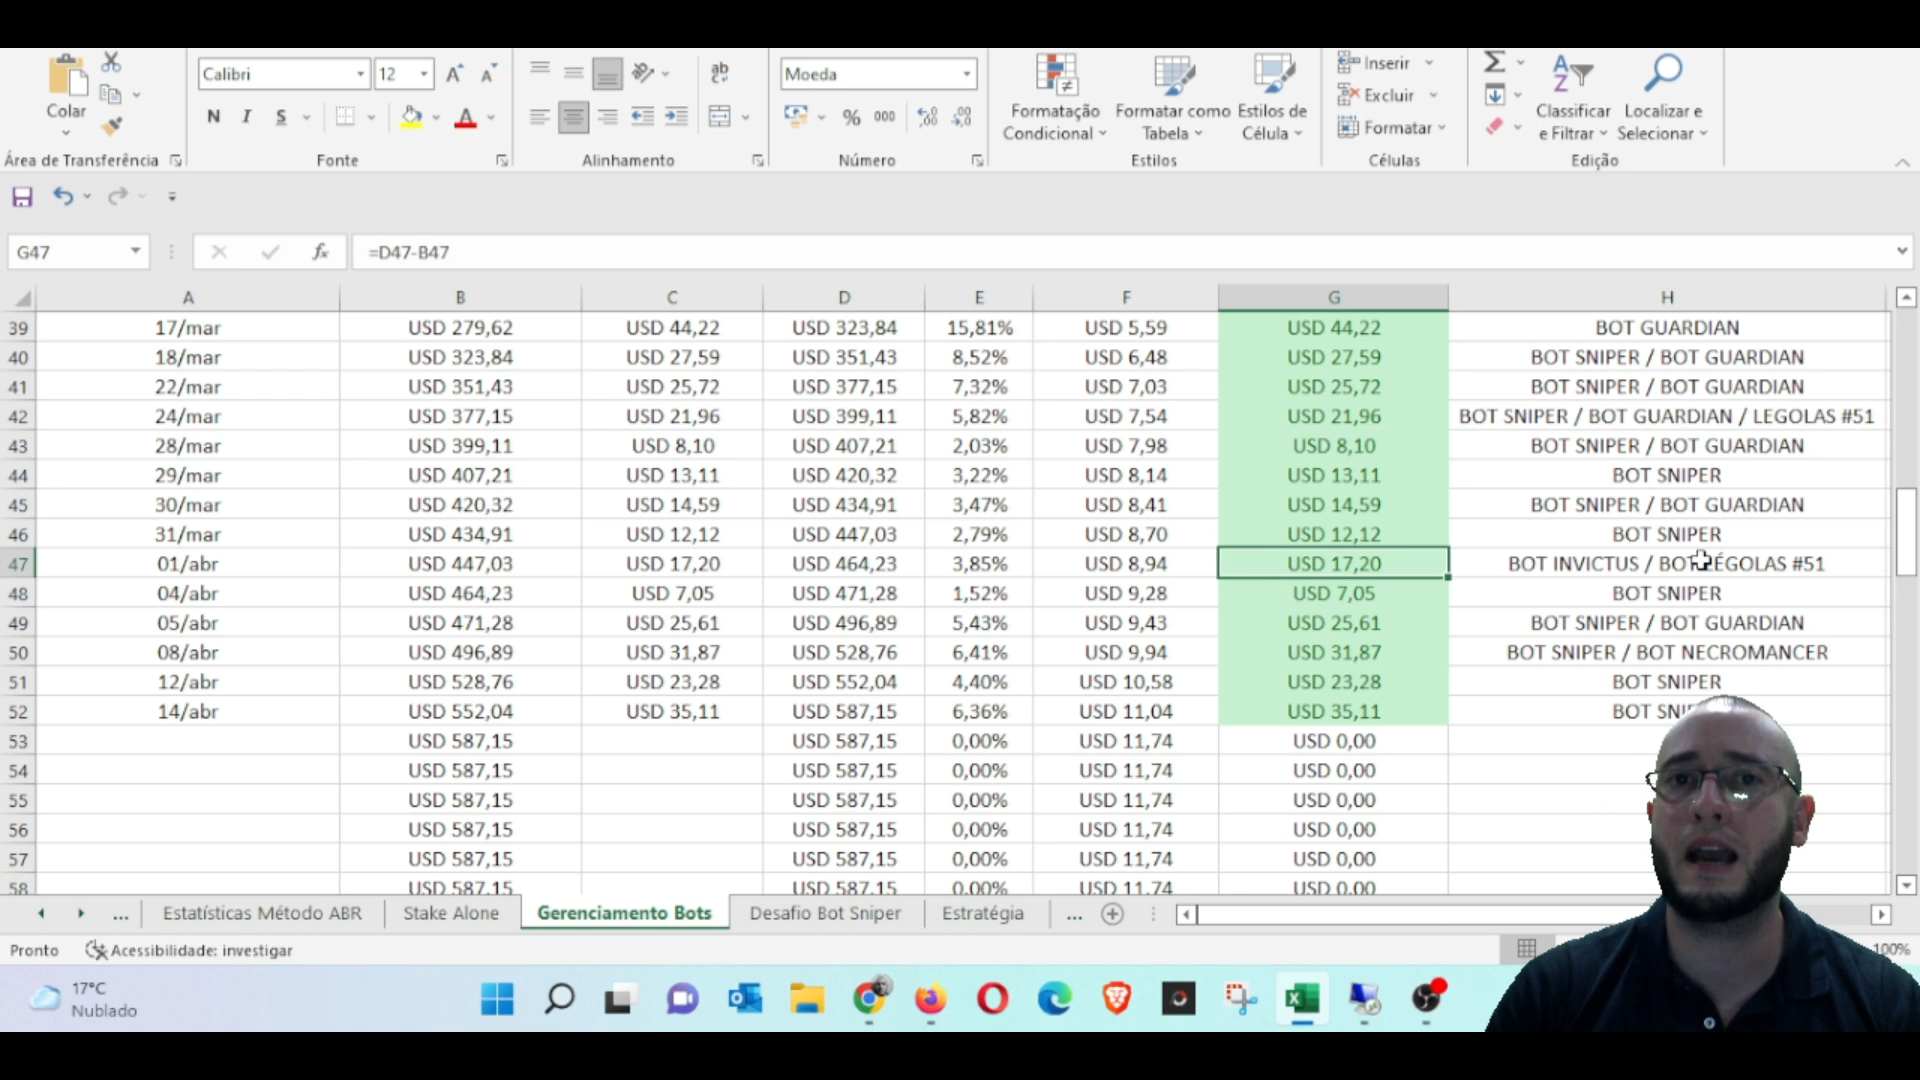 Calibri 12 Moeda Inserir
Colar N I S % 000 Formatação Condicional Formatar como Tabela Estilos de Célula Excluir Classificar e Filtrar Localizar e Selecionar
Formatar
Área de Transferência Fonte Alinhamento Número Estilos Células Edição
G47 fx =D47-B47
A B C D E F G H
39 17/mar USD 279,62 USD 44,22 USD 323,84 15,81% USD 5,59 USD 44,22 BOT GUARDIAN
40 18/mar USD 323,84 USD 27,59 USD 351,43 8,52% USD 6,48 USD 27,59 BOT SNIPER / BOT GUARDIAN
41 22/mar USD 351,43 USD 25,72 USD 377,15 7,32% USD 7,03 USD 25,72 BOT SNIPER / BOT GUARDIAN
42 24/mar USD 377,15 USD 21,96 USD 399,11 5,82% USD 7,54 USD 21,96 BOT SNIPER / BOT GUARDIAN / LEGOLAS #51
43 28/mar USD 399,11 USD 8,10 USD 407,21 2,03% USD 7,98 USD 8,10 BOT SNIPER / BOT GUARDIAN
44 29/mar USD 407,21 USD 13,11 USD 420,32 3,22% USD 8,14 USD 13,11 BOT SNIPER
45 30/mar USD 420,32 USD 14,59 USD 434,91 3,47% USD 8,41 USD 14,59 BOT SNIPER / BOT GUARDIAN
46 31/mar USD 434,91 USD 12,12 USD 447,03 2,79% USD 8,70 USD 12,12 BOT SNIPER
47 01/abr USD 447,03 USD 17,20 USD 464,23 3,85% USD 8,94 USD 17,20 BOT INVICTUS / BOT LÉGOLAS #51
48 04/abr USD 464,23 USD 7,05 USD 471,28 1,52% USD 9,28 USD 7,05 BOT SNIPER
49 05/abr USD 471,28 USD 25,61 USD 496,89 5,43% USD 9,43 USD 25,61 BOT SNIPER / BOT GUARDIAN
50 08/abr USD 496,89 USD 31,87 USD 528,76 6,41% USD 9,94 USD 31,87 BOT SNIPER / BOT NECROMANCER
51 12/abr USD 528,76 USD 23,28 USD 552,04 4,40% USD 10,58 USD 23,28 BOT SNIPER
52 14/abr USD 552,04 USD 35,11 USD 587,15 6,36% USD 11,04 USD 35,11 BOT
53 USD 587,15 USD 587,15 0,00% USD 11,74 USD 0,00
54 USD 587,15 USD 587,15 0,00% USD 11,74 USD 0,00
55 USD 587,15 USD 587,15 0,00% USD 11,74 USD 0,00
56 USD 587,15 USD 587,15 0,00% USD 11,74 USD 0,00
57 USD 587,15 USD 587,15 0,00% USD 11,74 USD 0,00
58 USD 587,15 USD 587,15 0,00% USD 11,74 USD 0,00
... Estatísticas Método ABR Stake Alone Gerenciamento Bots Desafio Bot Sniper Estratégia ...
Pronto Acessibilidade: investigar 100%
17°C
Nublado